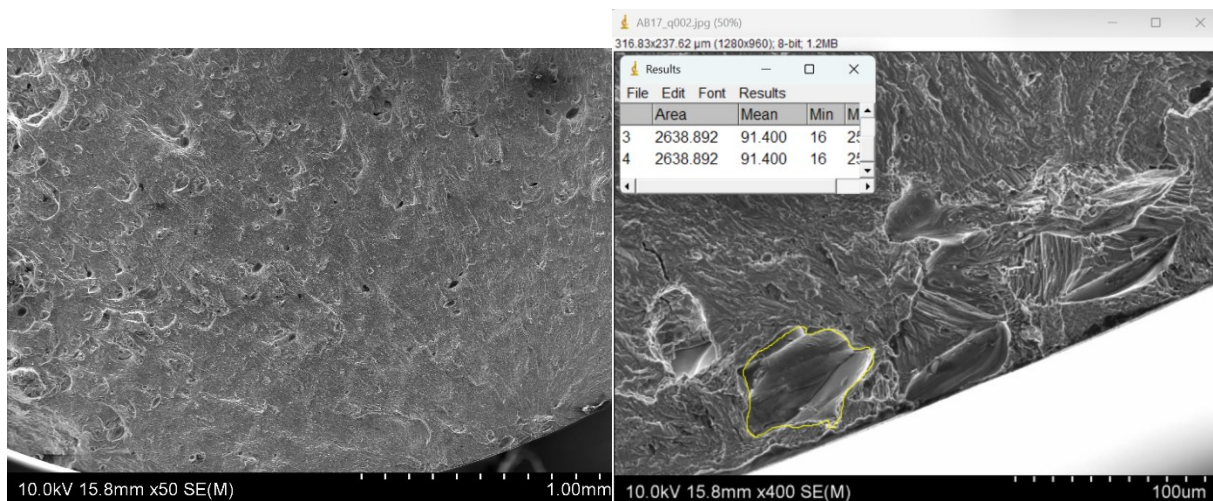 10.0kV 15.8mm x50 SE(M) 1.00mm
AB17_q002.jpg (50%)
316.83x237.62 µm (1280x960); 8-bit; 1.2MB
Results
File Edit Font Results
Area Mean Min M
3 2638.892 91.400 16 25
4 2638.892 91.400 16 25
10.0kV 15.8mm x400 SE(M) 100um